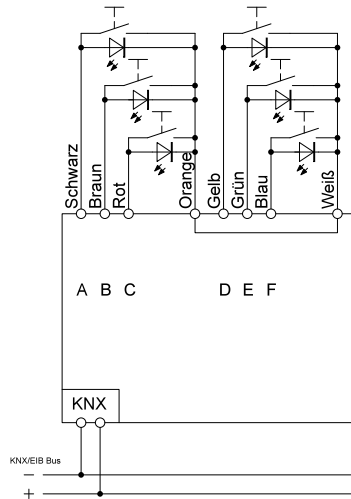 Schwarz
Braun
Rot
Orange
Gelb
Grün
Blau
Weiß
A B C D E F
KNX
KNX/EIB Bus
−
+